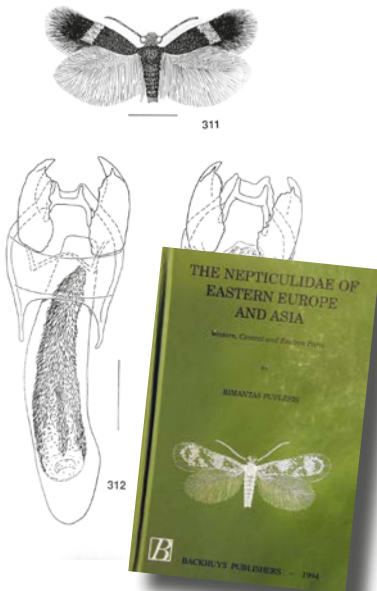 311
312
THE NEPTICULIDAE OF
EASTERN EUROPE
AND ASIA
Western, Central and Eastern Parts
BY
RIMANTAS PUPLESIS
B
BACKHUYS PUBLISHERS – 1994